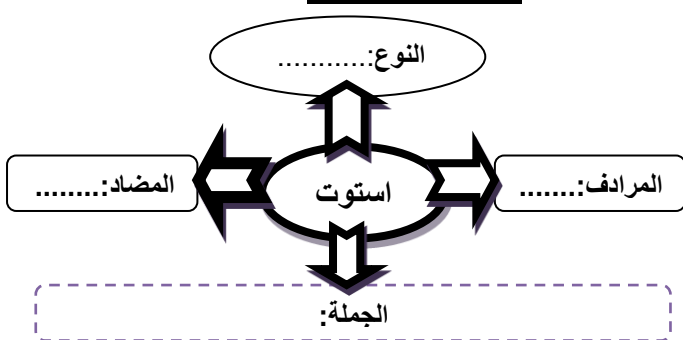 النوع:...........
المرادف:.......
استوت
المضاد:........
الجملة: